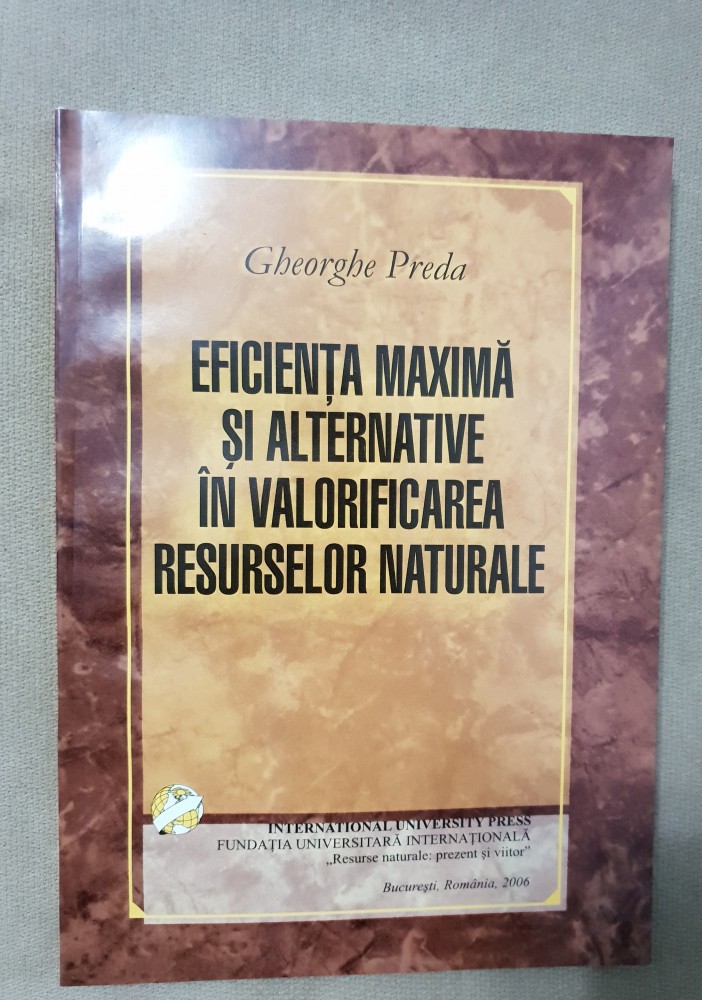 Gheorghe Preda
EFICIENȚA MAXIMĂ
ȘI ALTERNATIVE
ÎN VALORIFICAREA
RESURSELOR NATURALE
INTERNATIONAL UNIVERSITY PRESS
FUNDAȚIA UNIVERSITARĂ INTERNAȚIONALĂ
„Resurse naturale: prezent și viitor”
București, România, 2006